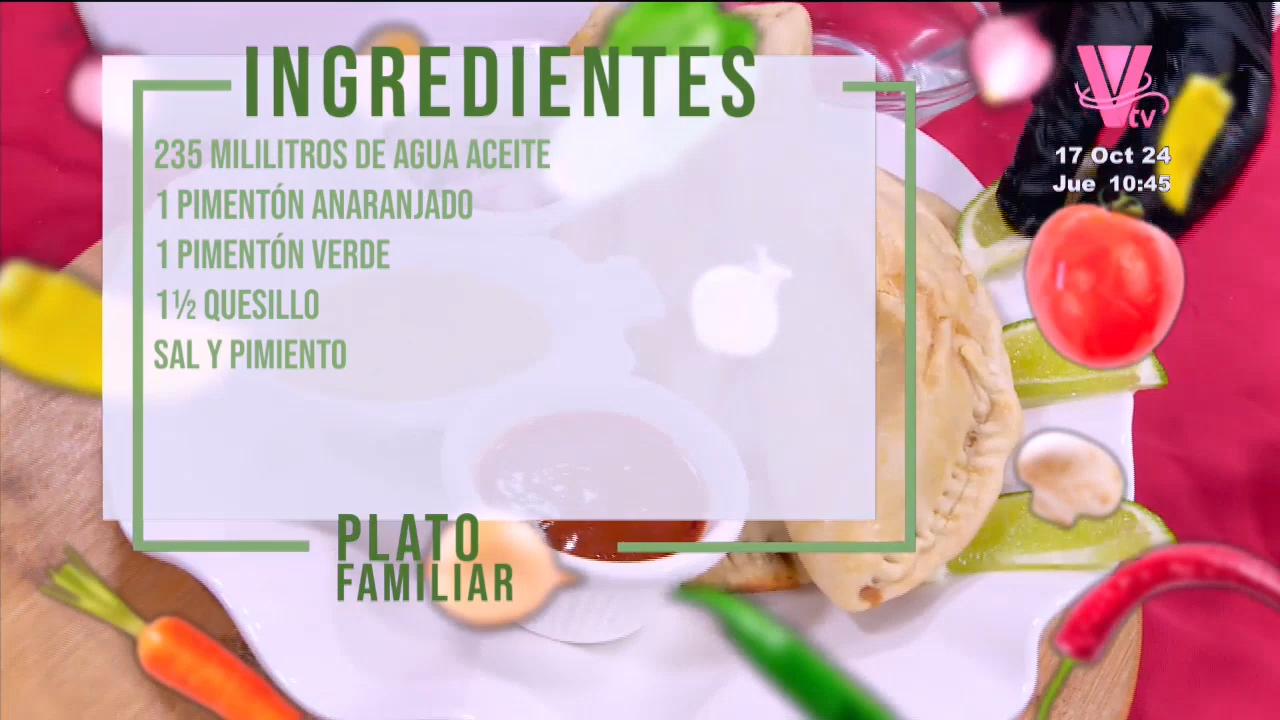 INGREDIENTES
235 MILILITROS DE AGUA ACEITE
1 PIMENTÓN ANARANJADO
1 PIMENTÓN VERDE
1½ QUESILLO
SAL Y PIMIENTO
PLATO
FAMILIAR
V tv
17 Oct 24
Jue 10:45